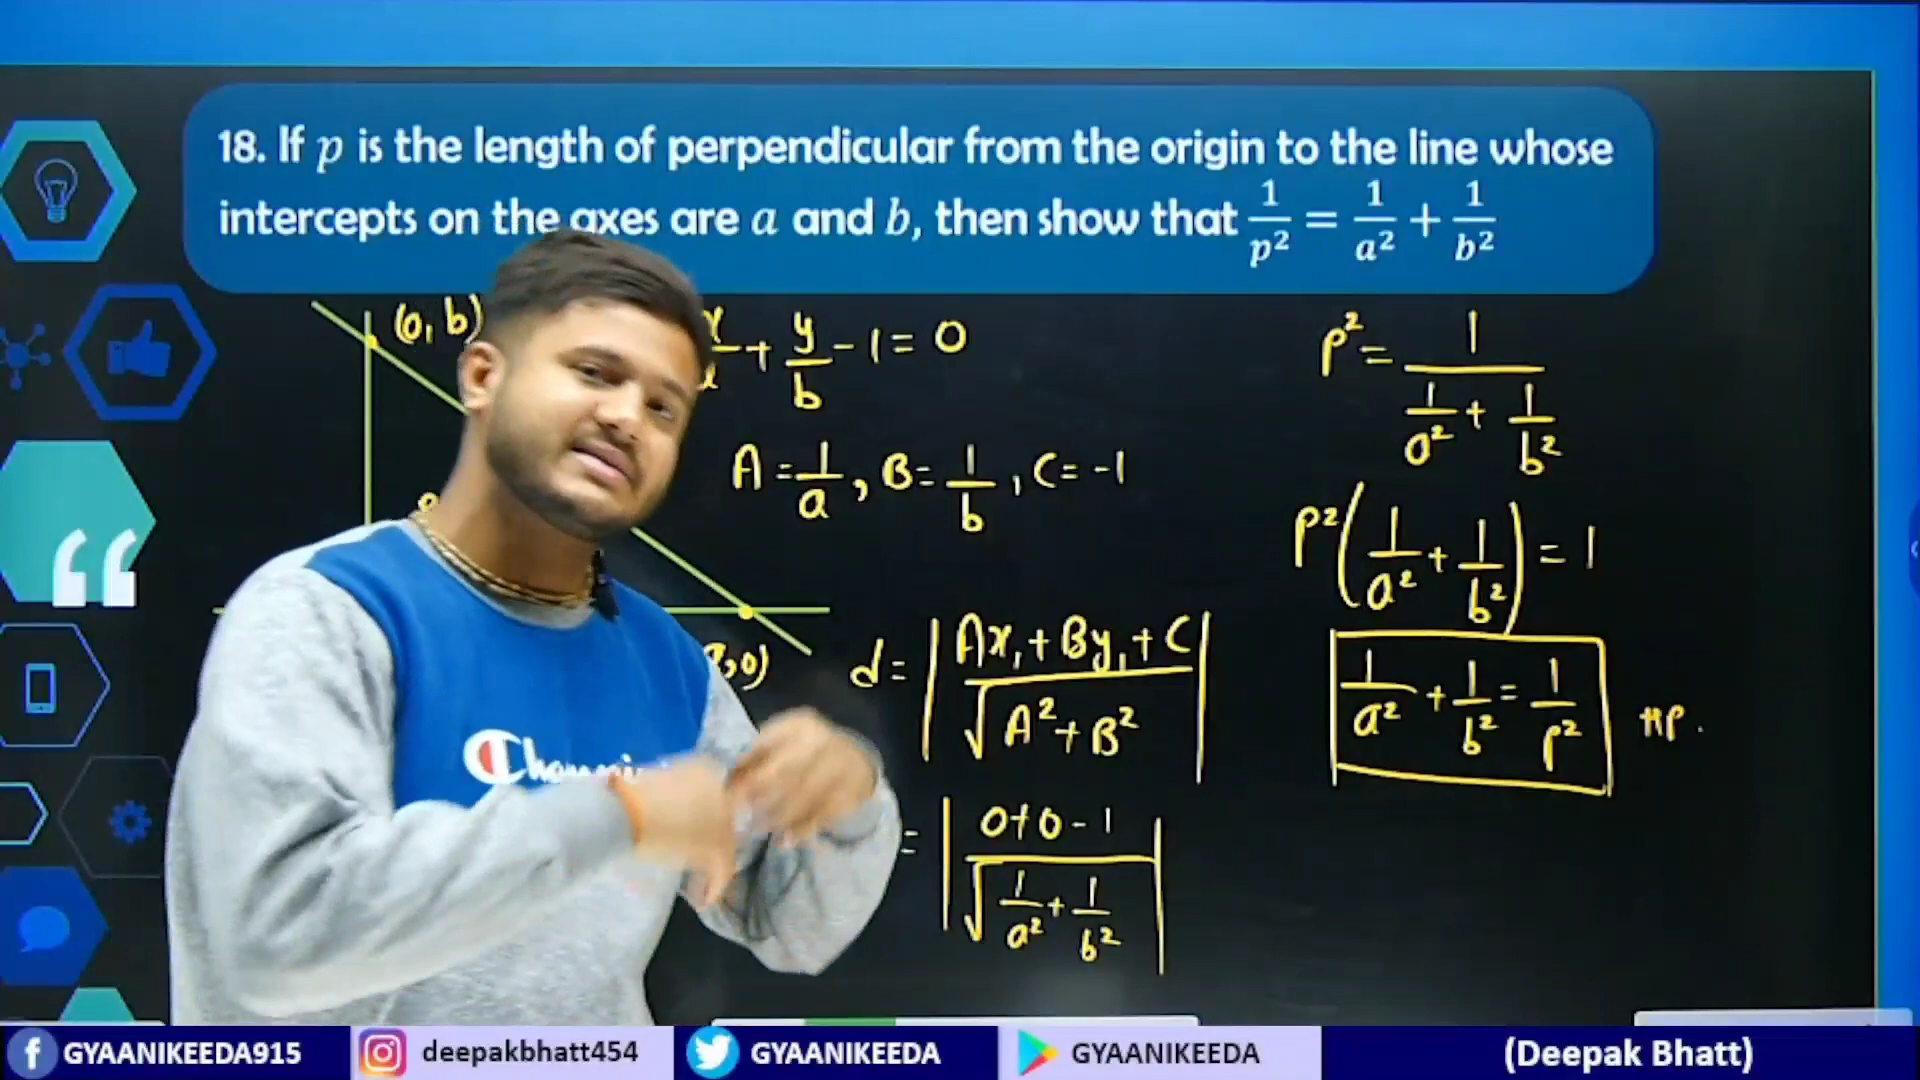 18. If p is the length of perpendicular from the origin to the line whose
intercepts on the axes are a and b, then show that 1/p² = 1/a² + 1/b²
(0, b)
x/a + y/b - 1 = 0
A = 1/a, B = 1/b, C = -1
,0)
d = |Ax₁ + By₁ + C / √A² + B²|
= |0+0-1 / √1/a² + 1/b²|
p² = 1 / 1/a² + 1/b²
p²(1/a² + 1/b²) = 1
1/a² + 1/b² = 1/p² HP.
Champi
GYAANIKEEDA915
deepakbhatt454
GYAANIKEEDA
GYAANIKEEDA
(Deepak Bhatt)